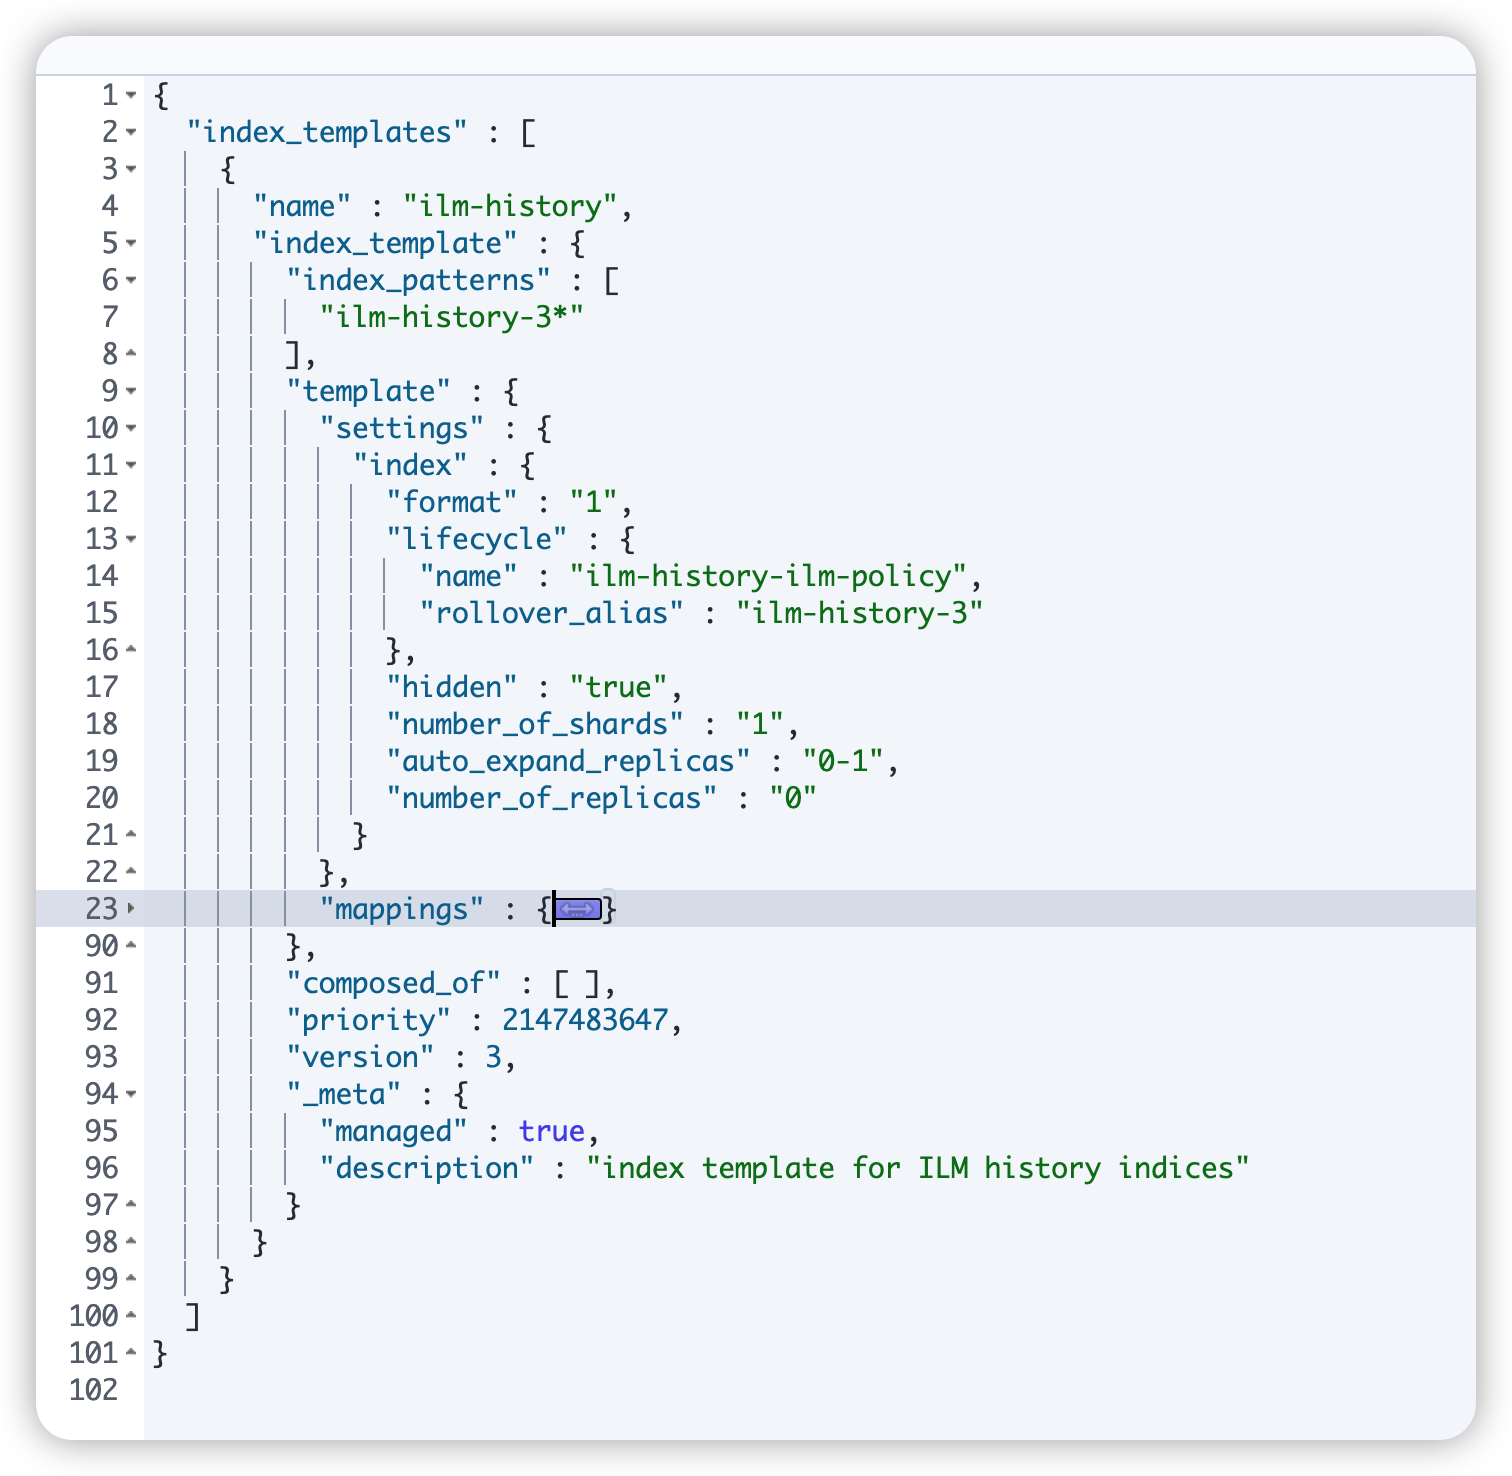 1 {
2   "index_templates" : [
3     {
4       "name" : "ilm-history",
5       "index_template" : {
6         "index_patterns" : [
7           "ilm-history-3*"
8         ],
9         "template" : {
10           "settings" : {
11             "index" : {
12               "format" : "1",
13               "lifecycle" : {
14                 "name" : "ilm-history-ilm-policy",
15                 "rollover_alias" : "ilm-history-3"
16               },
17               "hidden" : "true",
18               "number_of_shards" : "1",
19               "auto_expand_replicas" : "0-1",
20               "number_of_replicas" : "0"
21             }
22           },
23           "mappings" : {↔}
90         },
91         "composed_of" : [ ],
92         "priority" : 2147483647,
93         "version" : 3,
94         "_meta" : {
95           "managed" : true,
96           "description" : "index template for ILM history indices"
97         }
98       }
99     }
100   ]
101 }
102